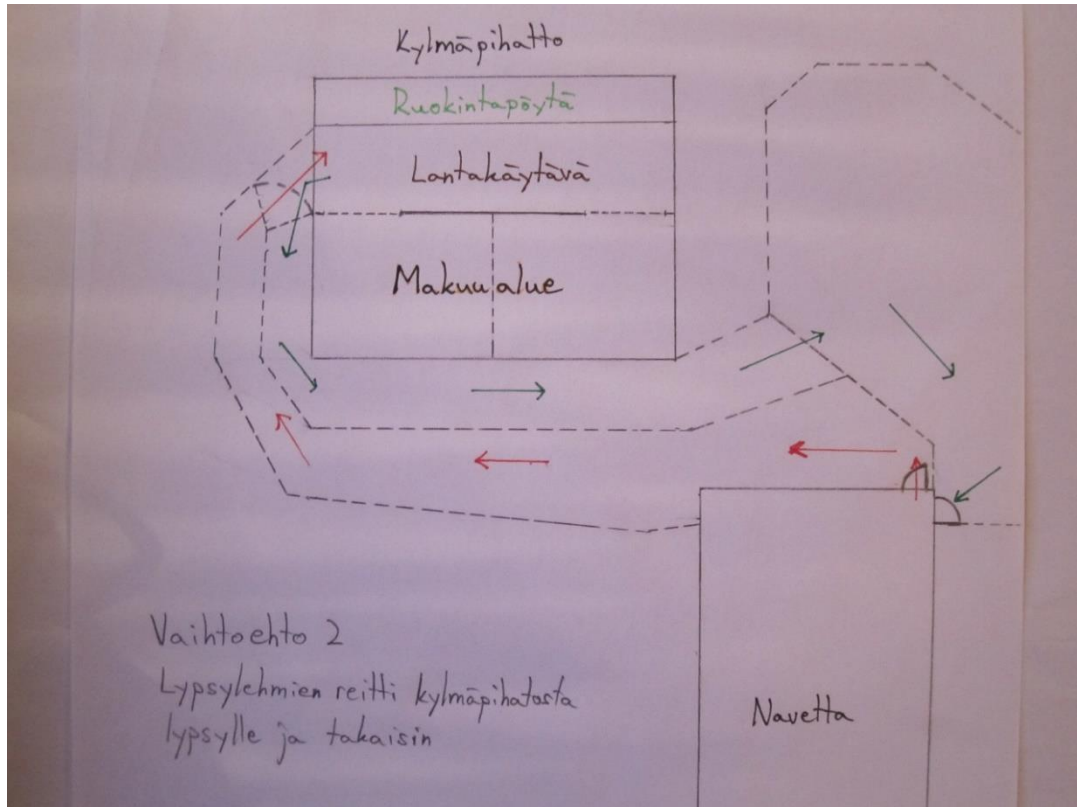 Kylmäpihatto
Ruokintapöytä
Lantakäytävä
Makuualue
Vaihtoehto 2
Lypsylehmien reitti kylmäpihatosta
lypsylle ja takaisin
Navetta